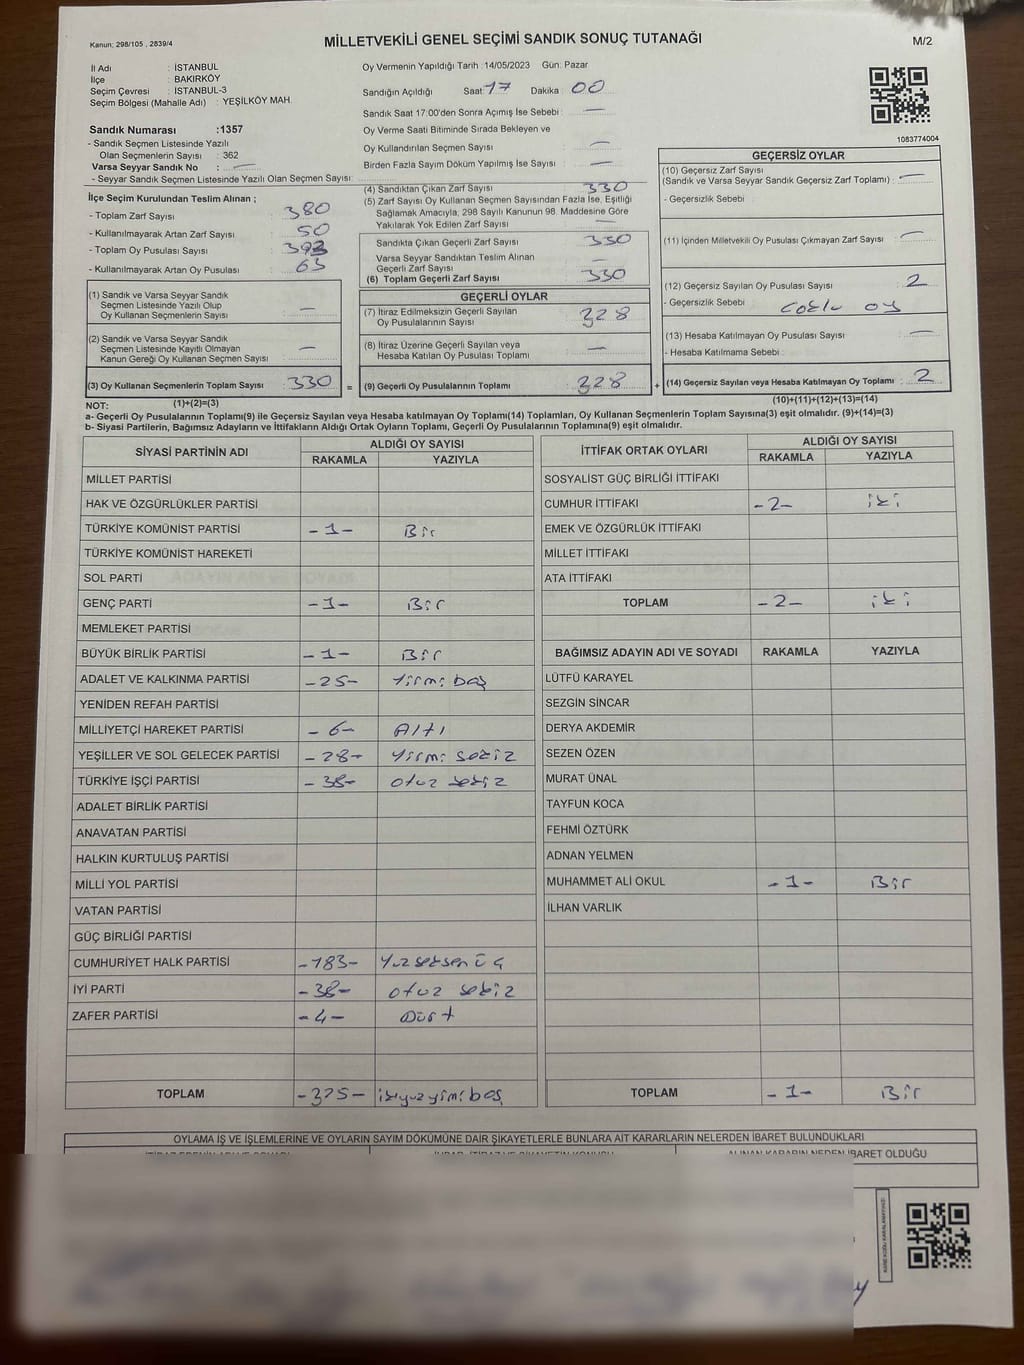 Kanun; 298/105 , 2839/4
MİLLETVEKİLİ GENEL SEÇİMİ SANDIK SONUÇ TUTANAĞI
M/2
İl Adı : İSTANBUL
İlçe : BAKIRKÖY
Seçim Çevresi : İSTANBUL-3
Seçim Bölgesi (Mahalle Adı) : YEŞİLKÖY MAH.
Sandık Numarası :1357
- Sandık Seçmen Listesinde Yazılı
Olan Seçmenlerin Sayısı : 362
Varsa Seyyar Sandık No : —
- Seyyar Sandık Seçmen Listesinde Yazılı Olan Seçmen Sayısı:
Oy Vermenin Yapıldığı Tarih :14/05/2023 Gün: Pazar
Sandığın Açıldığı Saat: 17 Dakika : 00
Sandık Saat 17:00'den Sonra Açımış İse Sebebi : —
Oy Verme Saati Bitiminde Sırada Bekleyen ve
Oy Kullandırılan Seçmen Sayısı : —
Birden Fazla Sayım Döküm Yapılmış İse Sayısı : —
1083774004
İlçe Seçim Kurulundan Teslim Alınan ;
- Toplam Zarf Sayısı : 380
- Kullanılmayarak Artan Zarf Sayısı : 50
- Toplam Oy Pusulası Sayısı : 393
- Kullanılmayarak Artan Oy Pusulası : 63
(1) Sandık ve Varsa Seyyar Sandık
Seçmen Listesinde Yazılı Olup
Oy Kullanan Seçmenlerin Sayısı : —
(2) Sandık ve Varsa Seyyar Sandık
Seçmen Listesinde Kayıtlı Olmayan
Kanun Gereği Oy Kullanan Seçmen Sayısı : —
(3) Oy Kullanan Seçmenlerin Toplam Sayısı : 330
(1)+(2)=(3)
(4) Sandıktan Çıkan Zarf Sayısı : 330
(5) Zarf Sayısı Oy Kullanan Seçmen Sayısından Fazla İse, Eşitliği
Sağlamak Amacıyla, 298 Sayılı Kanunun 98. Maddesine Göre
Yakılarak Yok Edilen Zarf Sayısı : —
Sandıkta Çıkan Geçerli Zarf Sayısı : 330
Varsa Seyyar Sandıktan Teslim Alınan
Geçerli Zarf Sayısı : —
(6) Toplam Geçerli Zarf Sayısı : 330
GEÇERLİ OYLAR
(7) İtiraz Edilmeksizin Geçerli Sayılan
Oy Pusulalarının Sayısı : 328
(8) İtiraz Üzerine Geçerli Sayılan veya
Hesaba Katılan Oy Pusulası Toplamı : —
= (9) Geçerli Oy Pusulalarının Toplamı : 328
GEÇERSİZ OYLAR
(10) Geçersiz Zarf Sayısı
(Sandık ve Varsa Seyyar Sandık Geçersiz Zarf Toplamı) : —
- Geçersizlik Sebebi
(11) İçinden Milletvekili Oy Pusulası Çıkmayan Zarf Sayısı : —
(12) Geçersiz Sayılan Oy Pusulası Sayısı : 2
- Geçersizlik Sebebi : çoklu oy
(13) Hesaba Katılmayan Oy Pusulası Sayısı : —
- Hesaba Katılmama Sebebi :
+ (14) Geçersiz Sayılan veya Hesaba Katılmayan Oy Toplamı : 2
(10)+(11)+(12)+(13)=(14)
NOT:
a- Geçerli Oy Pusulalarının Toplamı(9) ile Geçersiz Sayılan veya Hesaba katılmayan Oy Toplamı(14) Toplamları, Oy Kullanan Seçmenlerin Toplam Sayısına(3) eşit olmalıdır. (9)+(14)=(3)
b- Siyasi Partilerin, Bağımsız Adayların ve İttifakların Aldığı Ortak Oyların Toplamı, Geçerli Oy Pusulalarının Toplamına(9) eşit olmalıdır.
SİYASİ PARTİNİN ADI ALDIĞI OY SAYISI
RAKAMLA YAZIYLA
MİLLET PARTİSİ
HAK VE ÖZGÜRLÜKLER PARTİSİ
TÜRKİYE KOMÜNİST PARTİSİ -1- Bir
TÜRKİYE KOMÜNİST HAREKETİ
SOL PARTİ
GENÇ PARTİ -1- Bir
MEMLEKET PARTİSİ
BÜYÜK BİRLİK PARTİSİ -1- Bir
ADALET VE KALKINMA PARTİSİ -25- Yirmi beş
YENİDEN REFAH PARTİSİ
MİLLİYETÇİ HAREKET PARTİSİ -6- Altı
YEŞİLLER VE SOL GELECEK PARTİSİ -28- Yirmi sekiz
TÜRKİYE İŞÇİ PARTİSİ -38- otuz sekiz
ADALET BİRLİK PARTİSİ
ANAVATAN PARTİSİ
HALKIN KURTULUŞ PARTİSİ
MİLLİ YOL PARTİSİ
VATAN PARTİSİ
GÜÇ BİRLİĞİ PARTİSİ
CUMHURİYET HALK PARTİSİ -183- Yüz seksen üç
İYİ PARTİ -38- otuz sekiz
ZAFER PARTİSİ -4- Dört
TOPLAM -325-
İTTİFAK ORTAK OYLARI ALDIĞI OY SAYISI
RAKAMLA YAZIYLA
SOSYALİST GÜÇ BİRLİĞİ İTTİFAKI
CUMHUR İTTİFAKI -2- iki
EMEK VE ÖZGÜRLÜK İTTİFAKI
MİLLET İTTİFAKI
ATA İTTİFAKI
TOPLAM -2- iki
BAĞIMSIZ ADAYIN ADI VE SOYADI RAKAMLA YAZIYLA
LÜTFÜ KARAYEL
SEZGİN SİNCAR
DERYA AKDEMİR
SEZEN ÖZEN
MURAT ÜNAL
TAYFUN KOCA
FEHMİ ÖZTÜRK
ADNAN YELMEN
MUHAMMET ALİ OKUL -1- Bir
İLHAN VARLIK
TOPLAM -1- Bir
OYLAMA İŞ VE İŞLEMLERİNE VE OYLARIN SAYIM DÖKÜMÜNE DAİR ŞİKAYETLERLE BUNLARA AİT KARARLARIN NELERDEN İBARET BULUNDUKLARI
ALINAN KARARIN NEDEN İBARET OLDUĞU